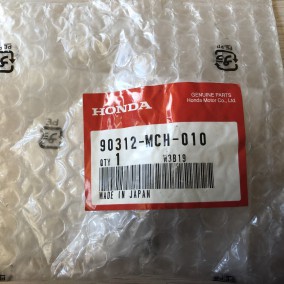 HONDA
GENUINE PARTS
Honda Motor Co., Ltd.
90312-MCH-010
QTY 1 W3B19
MADE IN JAPAN